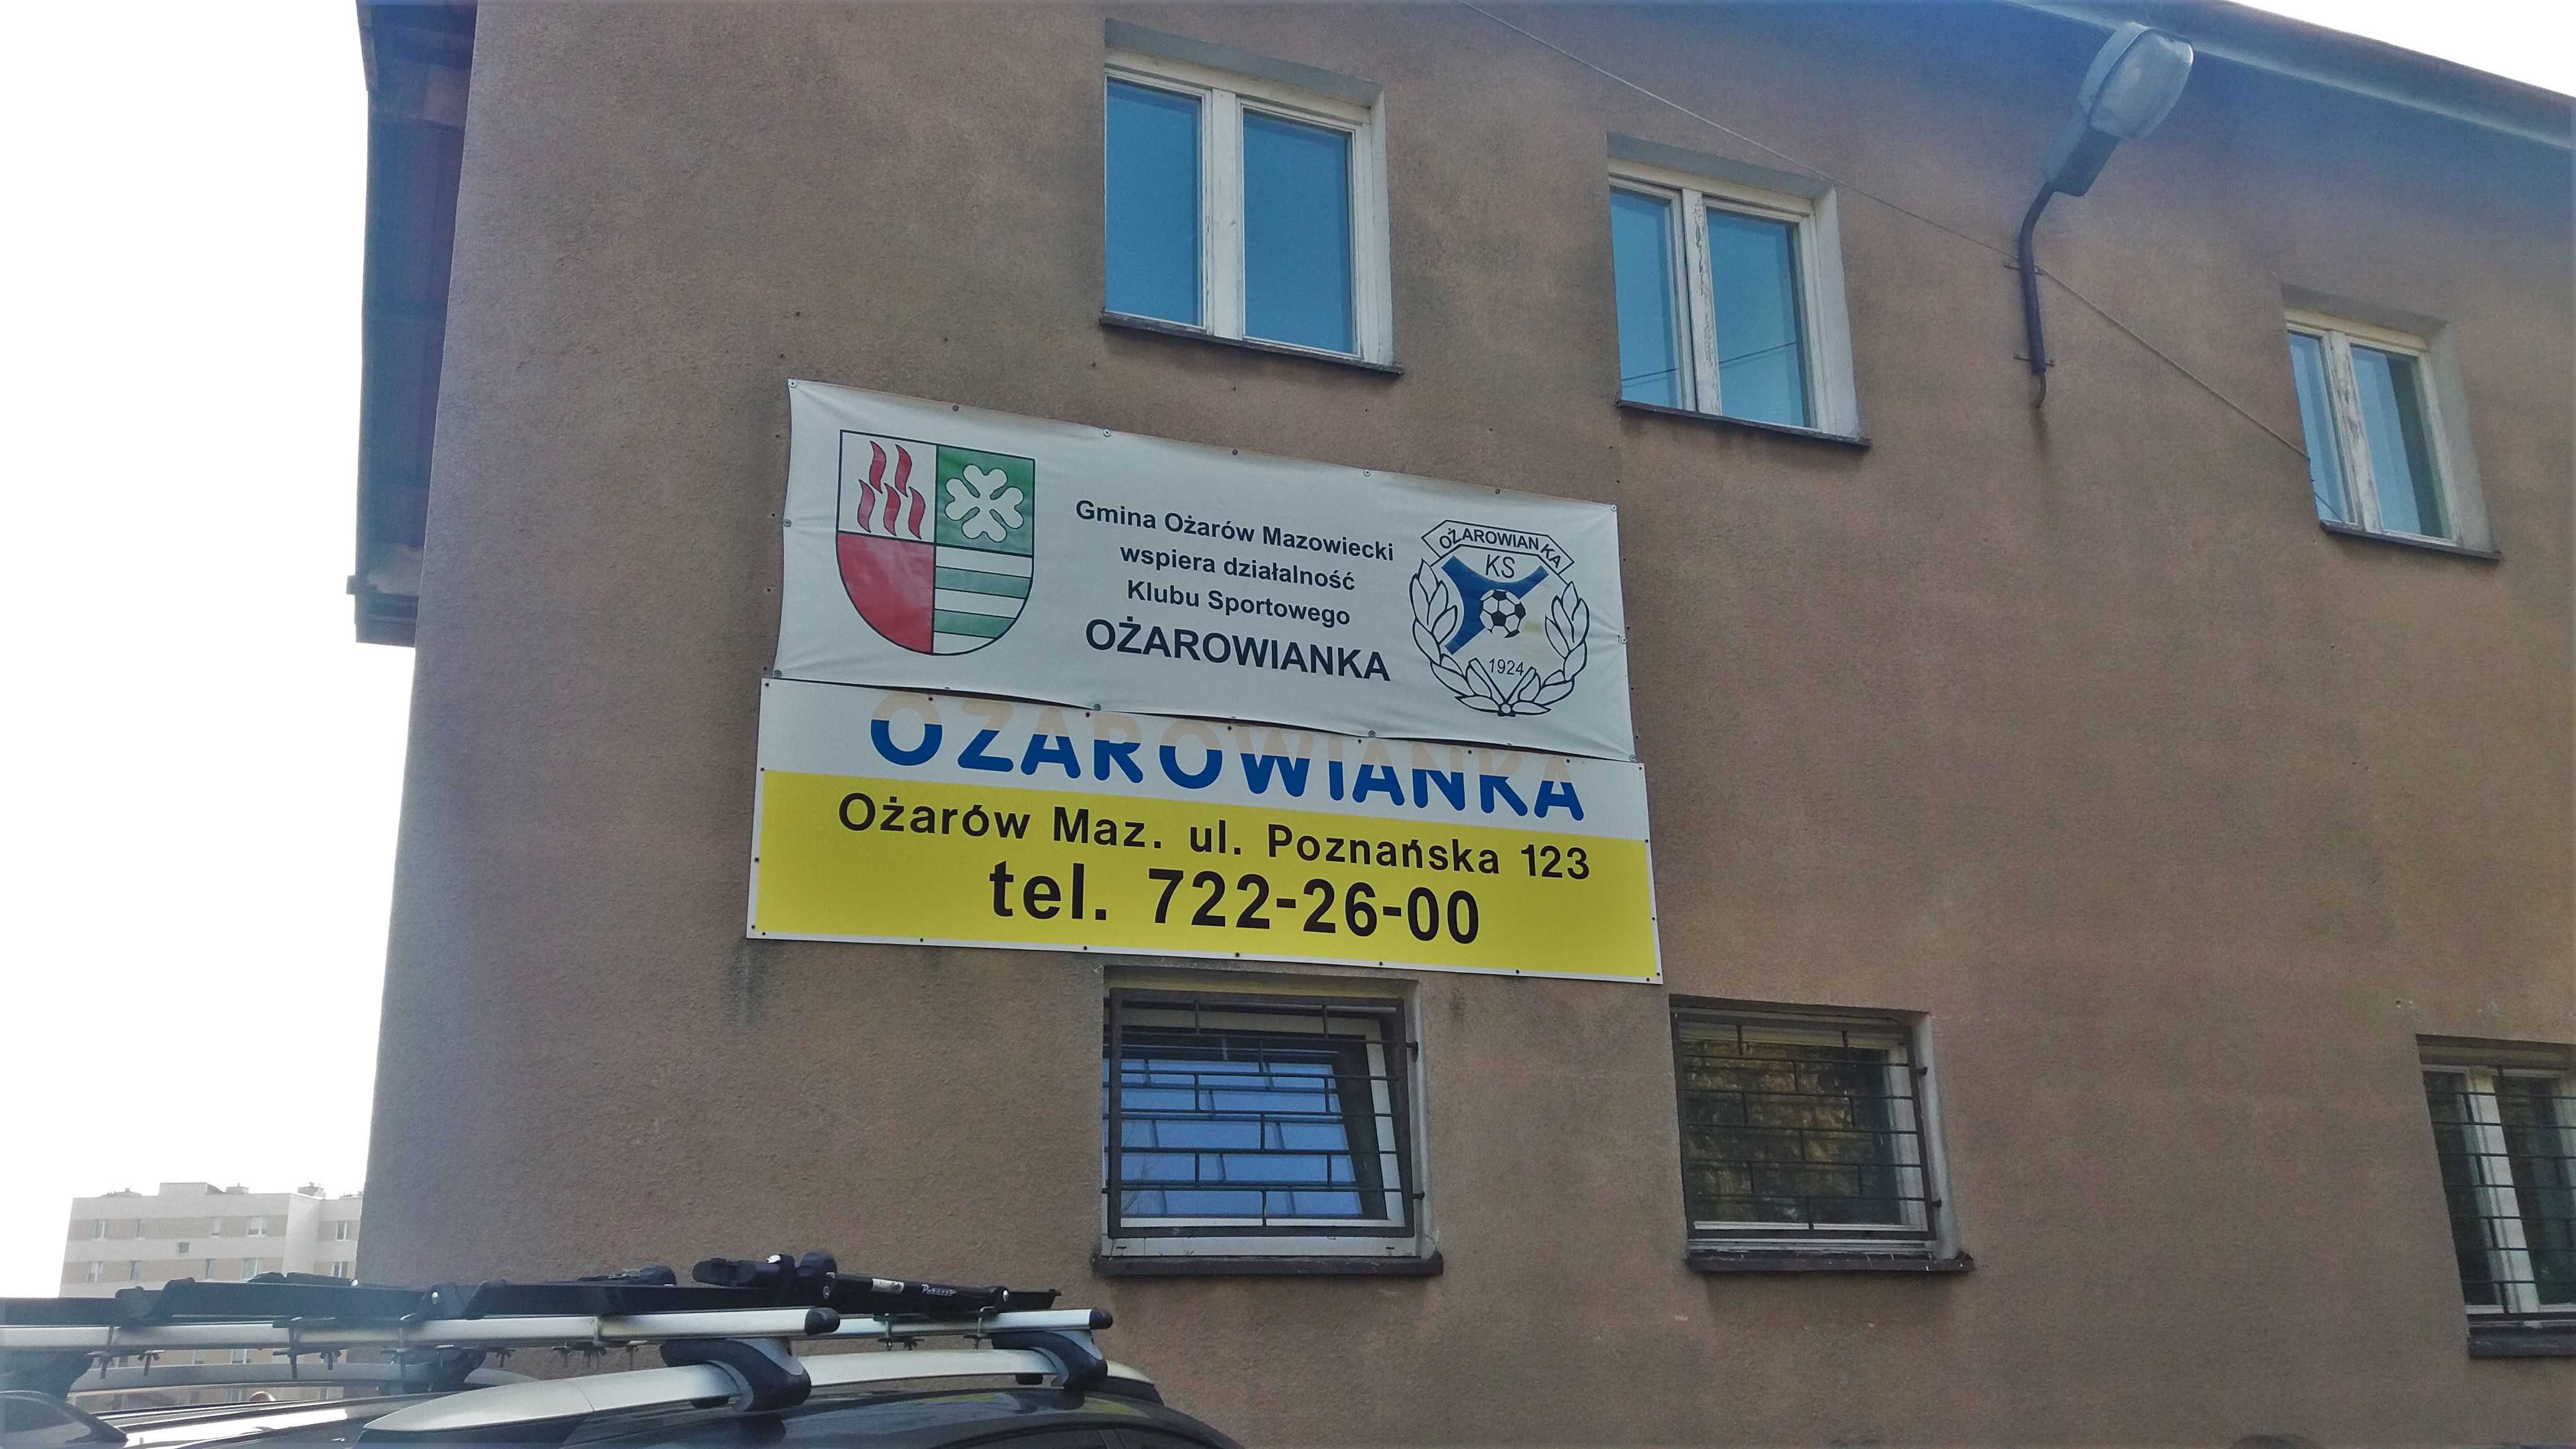 Gmina Ożarów Mazowiecki
wspiera działalność
Klubu Sportowego
OŻAROWIANKA
OŻAROWIANKA
KS
1924
OŻAROWIANKA
Ożarów Maz. ul. Poznańska 123
tel. 722-26-00